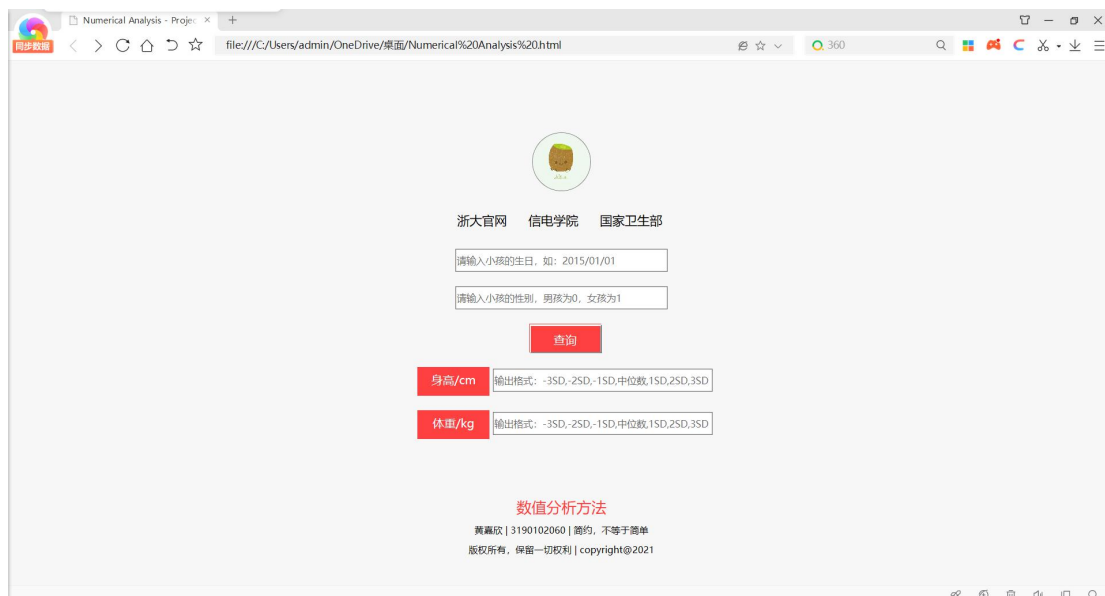 Numerical Analysis - Projec
同步数据
file:///C:/Users/admin/OneDrive/桌面/Numerical%20Analysis%20.html
360
浙大官网 信电学院 国家卫生部
请输入小孩的生日，如：2015/01/01
请输入小孩的性别，男孩为0，女孩为1
查询
身高/cm 输出格式：-3SD,-2SD,-1SD,中位数,1SD,2SD,3SD
体重/kg 输出格式：-3SD,-2SD,-1SD,中位数,1SD,2SD,3SD
数值分析方法
黄嘉欣 | 3190102060 | 简约，不等于简单
版权所有，保留一切权利 | copyright@2021